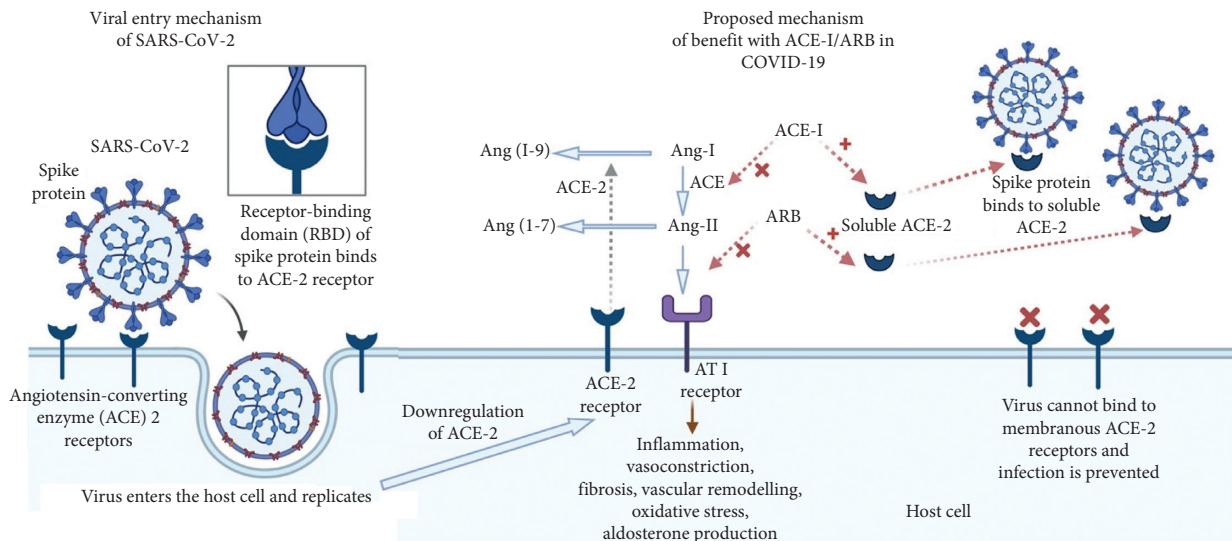 Viral entry mechanism
of SARS-CoV-2
SARS-CoV-2
Spike
protein
Receptor-binding
domain (RBD) of
spike protein binds
to ACE-2 receptor
Angiotensin-converting
enzyme (ACE) 2
receptors
Virus enters the host cell and replicates
Downregulation
of ACE-2
Proposed mechanism
of benefit with ACE-I/ARB in
COVID-19
Ang (I-9)
Ang-I
ACE-I
ACE-2
ACE
Ang (1-7)
Ang-II
ARB
Soluble ACE-2
Spike protein
binds to soluble
ACE-2
ACE-2
receptor
AT I
receptor
Inflammation,
vasoconstriction,
fibrosis, vascular remodelling,
oxidative stress,
aldosterone production
Virus cannot bind to
membranous ACE-2
receptors and
infection is prevented
Host cell